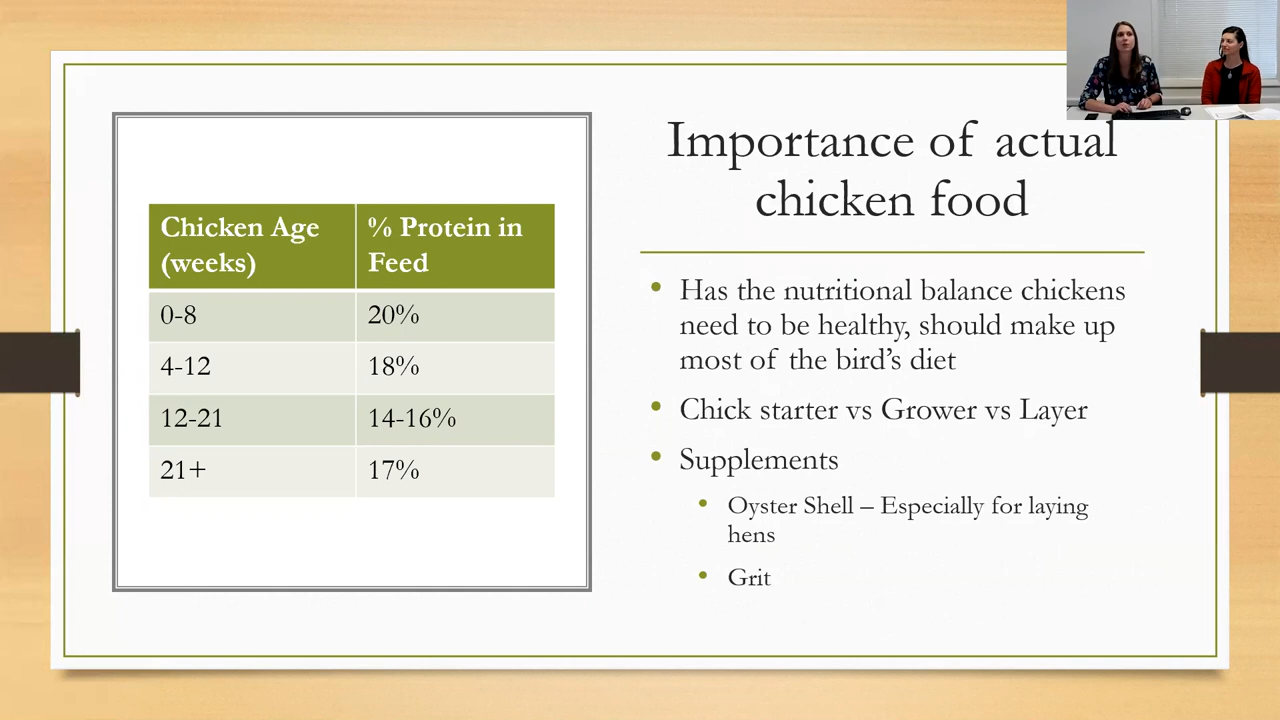 Importance of actual
chicken food
Chicken Age
(weeks)
% Protein in
Feed
0-8 20%
4-12 18%
12-21 14-16%
21+ 17%
• Has the nutritional balance chickens
need to be healthy, should make up
most of the bird's diet
• Chick starter vs Grower vs Layer
• Supplements
• Oyster Shell – Especially for laying
hens
• Grit